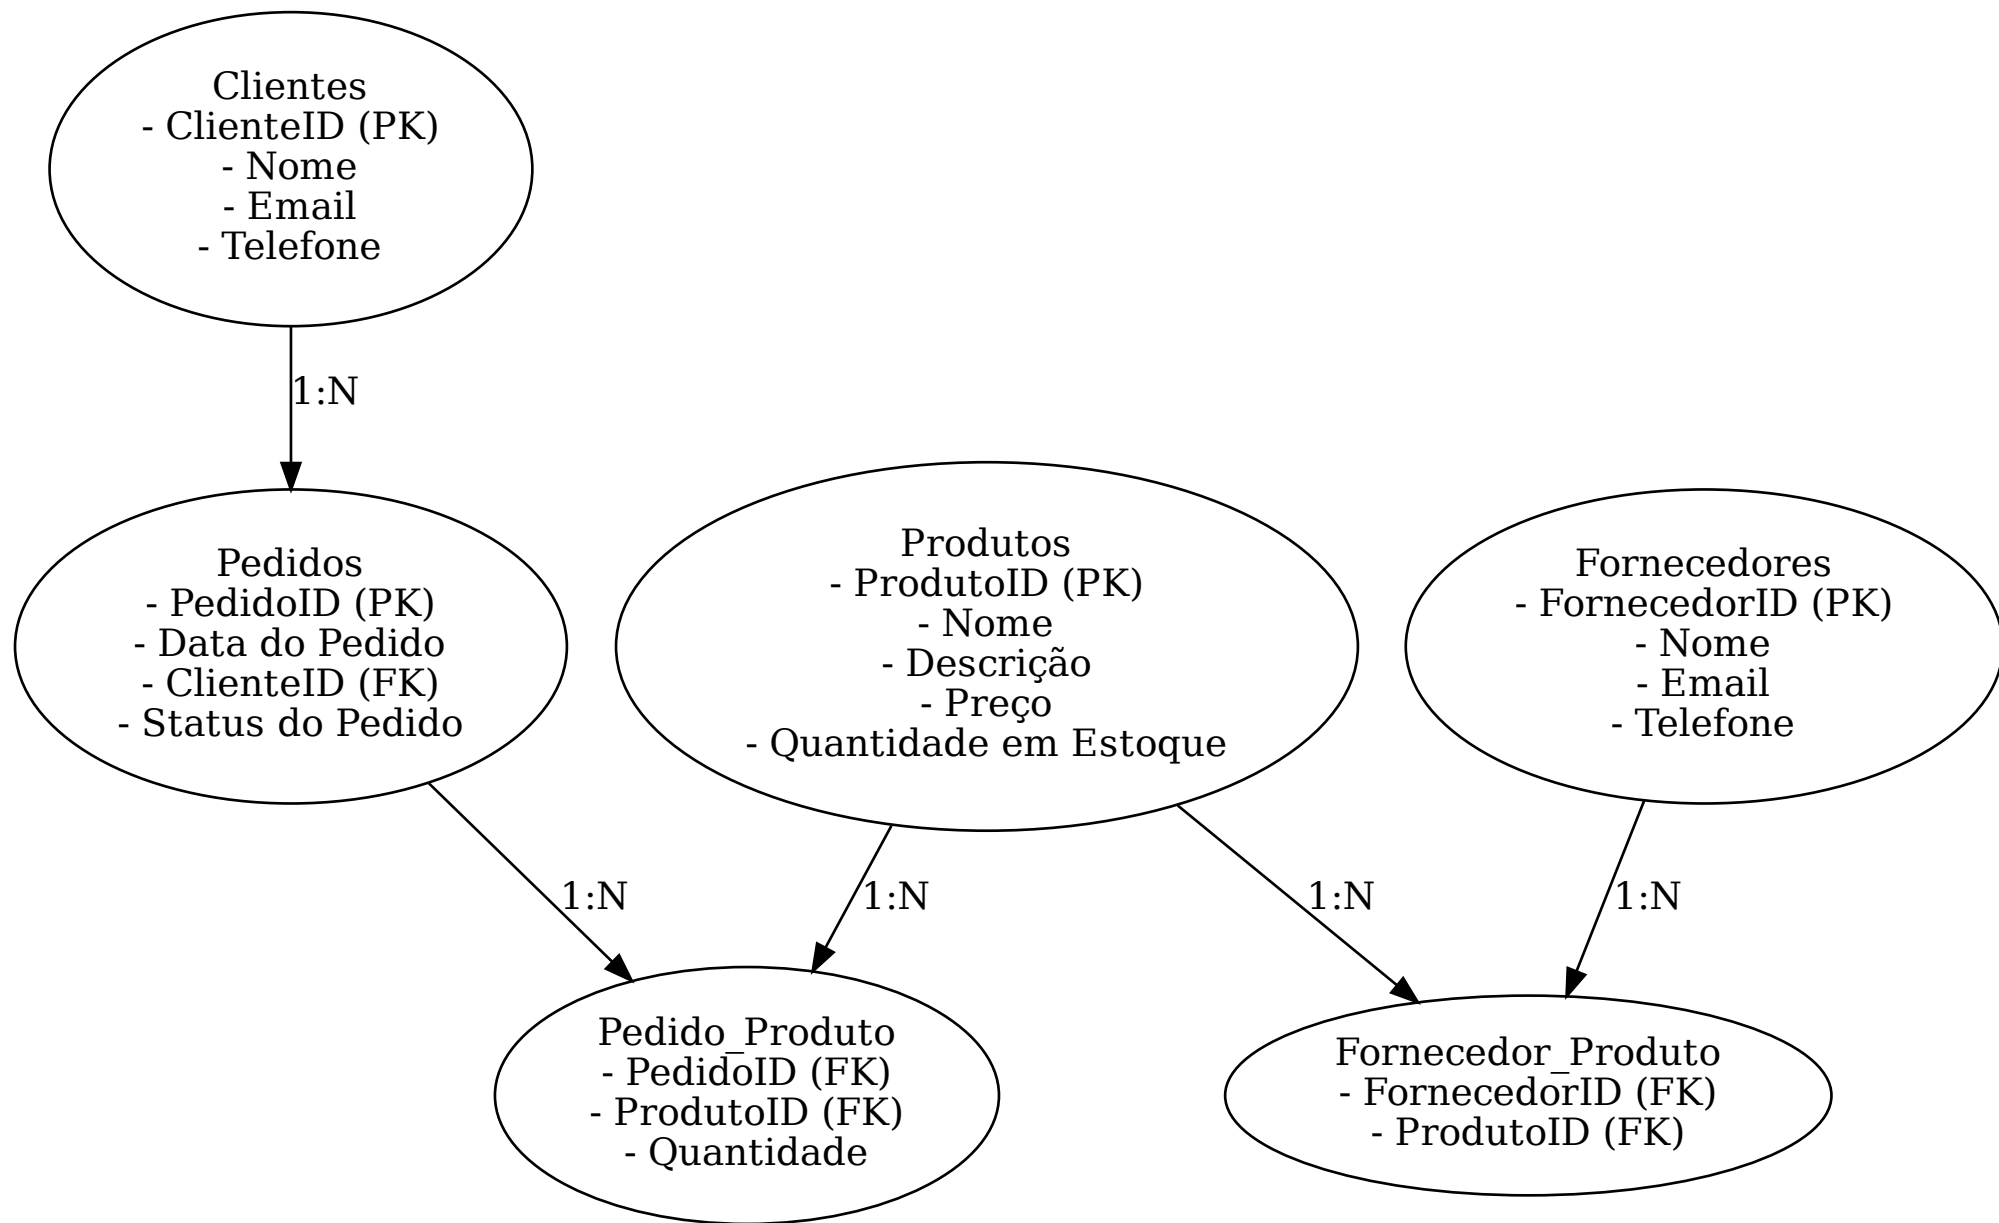 Clientes
- ClienteID (PK)
- Nome
- Email
- Telefone
1:N
Pedidos
- PedidoID (PK)
- Data do Pedido
- ClienteID (FK)
- Status do Pedido
Produtos
- ProdutoID (PK)
- Nome
- Descrição
- Preço
- Quantidade em Estoque
Fornecedores
- FornecedorID (PK)
- Nome
- Email
- Telefone
1:N
1:N
1:N
1:N
Pedido_Produto
- PedidoID (FK)
- ProdutoID (FK)
- Quantidade
Fornecedor_Produto
- FornecedorID (FK)
- ProdutoID (FK)